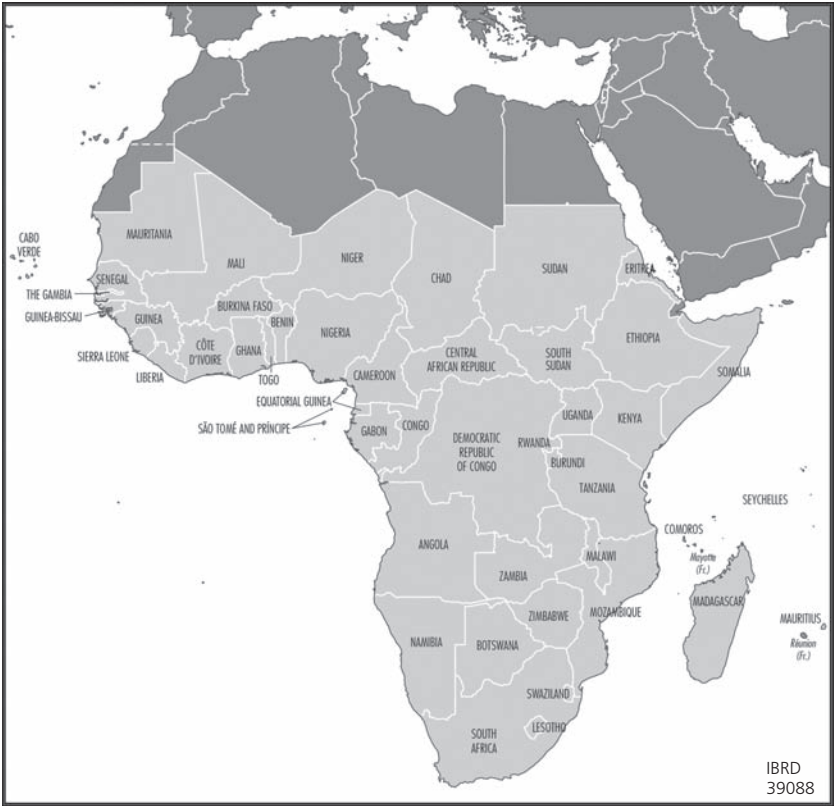 CABO
VERDE
MAURITANIA
MALI
NIGER
CHAD
SUDAN
ERITREA
SENEGAL
THE GAMBIA
GUINEA-BISSAU
GUINEA
BURKINA FASO
BENIN
NIGERIA
ETHIOPIA
SIERRA LEONE
LIBERIA
CÔTE
D'IVOIRE
GHANA
TOGO
CAMEROON
CENTRAL
AFRICAN REPUBLIC
SOUTH
SUDAN
SOMALIA
EQUATORIAL GUINEA
SÃO TOMÉ AND PRÍNCIPE
GABON
CONGO
DEMOCRATIC
REPUBLIC
OF CONGO
UGANDA
KENYA
RWANDA
BURUNDI
TANZANIA
SEYCHELLES
COMOROS
Mayotte
(Fr.)
ANGOLA
ZAMBIA
MALAWI
MOZAMBIQUE
MADAGASCAR
MAURITIUS
Réunion
(Fr.)
ZIMBABWE
NAMIBIA
BOTSWANA
SWAZILAND
LESOTHO
SOUTH
AFRICA
IBRD
39088